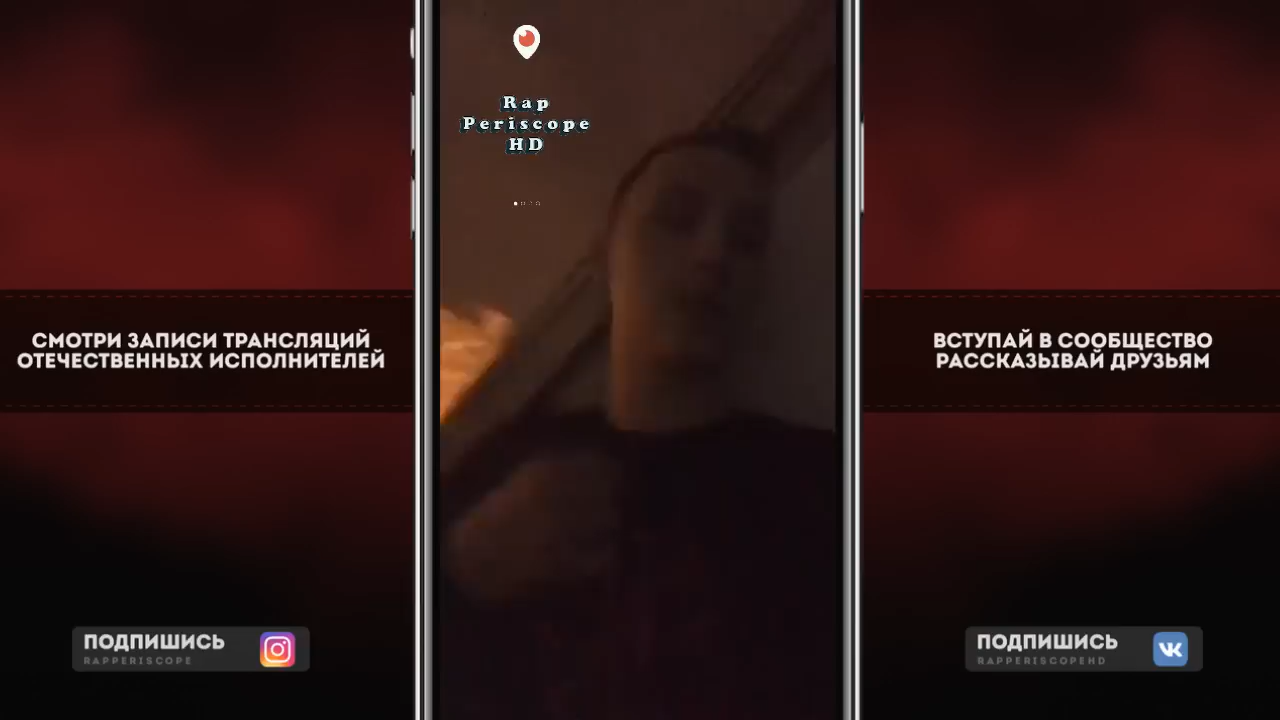 Rap
Periscope
HD
СМОТРИ ЗАПИСИ ТРАНСЛЯЦИЙ
ОТЕЧЕСТВЕННЫХ ИСПОЛНИТЕЛЕЙ
ВСТУПАЙ В СООБЩЕСТВО
РАССКАЗЫВАЙ ДРУЗЬЯМ
ПОДПИШИСЬ
RAPPERISCOPE
ПОДПИШИСЬ
RAPPERISCOPEHD